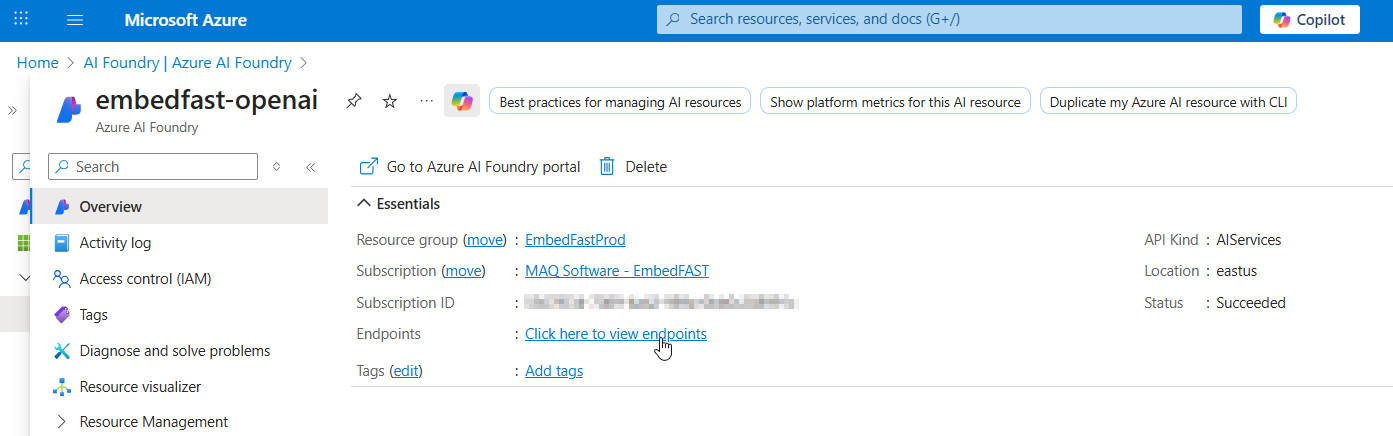 Microsoft Azure
Search resources, services, and docs (G+/)
Copilot
Home > AI Foundry | Azure AI Foundry >
embedfast-openai
Azure AI Foundry
Best practices for managing AI resources
Show platform metrics for this AI resource
Duplicate my Azure AI resource with CLI
Search
Go to Azure AI Foundry portal
Delete
Overview
Activity log
Access control (IAM)
Tags
Diagnose and solve problems
Resource visualizer
Resource Management
Essentials
Resource group (move) : EmbedFastProd
Subscription (move) : MAQ Software - EmbedFAST
Subscription ID :
Endpoints : Click here to view endpoints
Tags (edit) : Add tags
API Kind : AIServices
Location : eastus
Status : Succeeded